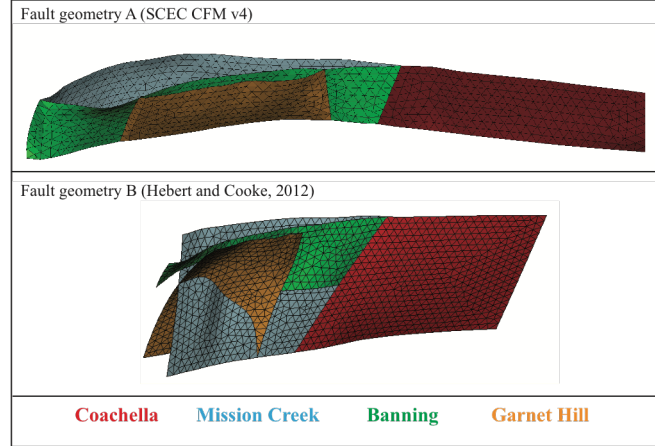 Fault geometry A (SCEC CFM v4)
Fault geometry B (Hebert and Cooke, 2012)
Coachella Mission Creek Banning Garnet Hill